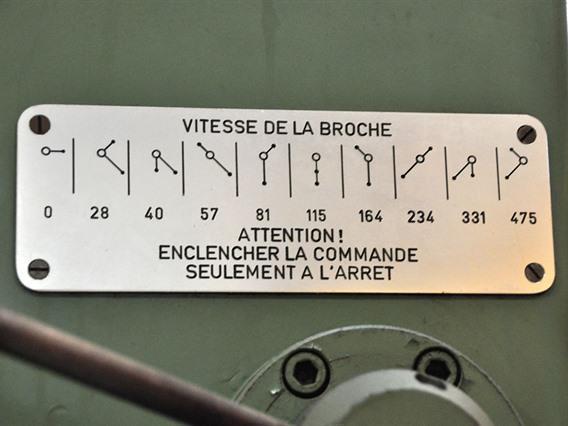 VITESSE DE LA BROCHE
0 28 40 57 81 115 164 234 331 475
ATTENTION!
ENCLENCHER LA COMMANDE
SEULEMENT A L'ARRET